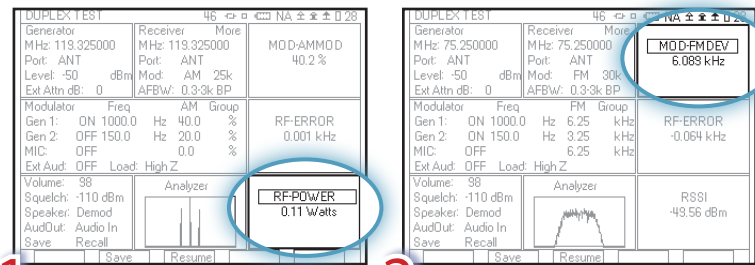 DUPLEX TEST 46 NA 28
Generator
MHz: 119.325000
Port: ANT
Level: -50 dBm
Ext Attn dB: 0
Receiver More
MHz: 119.325000
Port: ANT
Mod: AM 25k
AFBW: 0.3-3k BP
MOD-AMMOD
40.2 %
Modulator Freq AM Group
Gen 1: ON 1000.0 Hz 40.0 %
Gen 2: OFF 150.0 Hz 20.0 %
MIC: OFF 0.0 %
Ext Aud: OFF Load: High Z
RF-ERROR
0.001 kHz
Volume: 98
Squelch: -110 dBm
Speaker: Demod
AudOut: Audio In
Save Recall
Analyzer
RF-POWER
0.11 Watts
Save Resume
DUPLEX TEST 46 NA 28
Generator
MHz: 75.250000
Port: ANT
Level: -50 dBm
Ext Attn dB: 0
Receiver More
MHz: 75.250000
Port: ANT
Mod: FM 30k
AFBW: 0.3-3k BP
MOD-FMDEV
6.089 kHz
Modulator Freq FM Group
Gen 1: ON 1000.0 Hz 6.25 kHz
Gen 2: ON 150.0 Hz 3.25 kHz
MIC: OFF 6.25 kHz
Ext Aud: OFF Load: High Z
RF-ERROR
-0.064 kHz
Volume: 98
Squelch: -110 dBm
Speaker: Demod
AudOut: Audio In
Save Recall
Analyzer
RSSI
-49.56 dBm
Save Resume